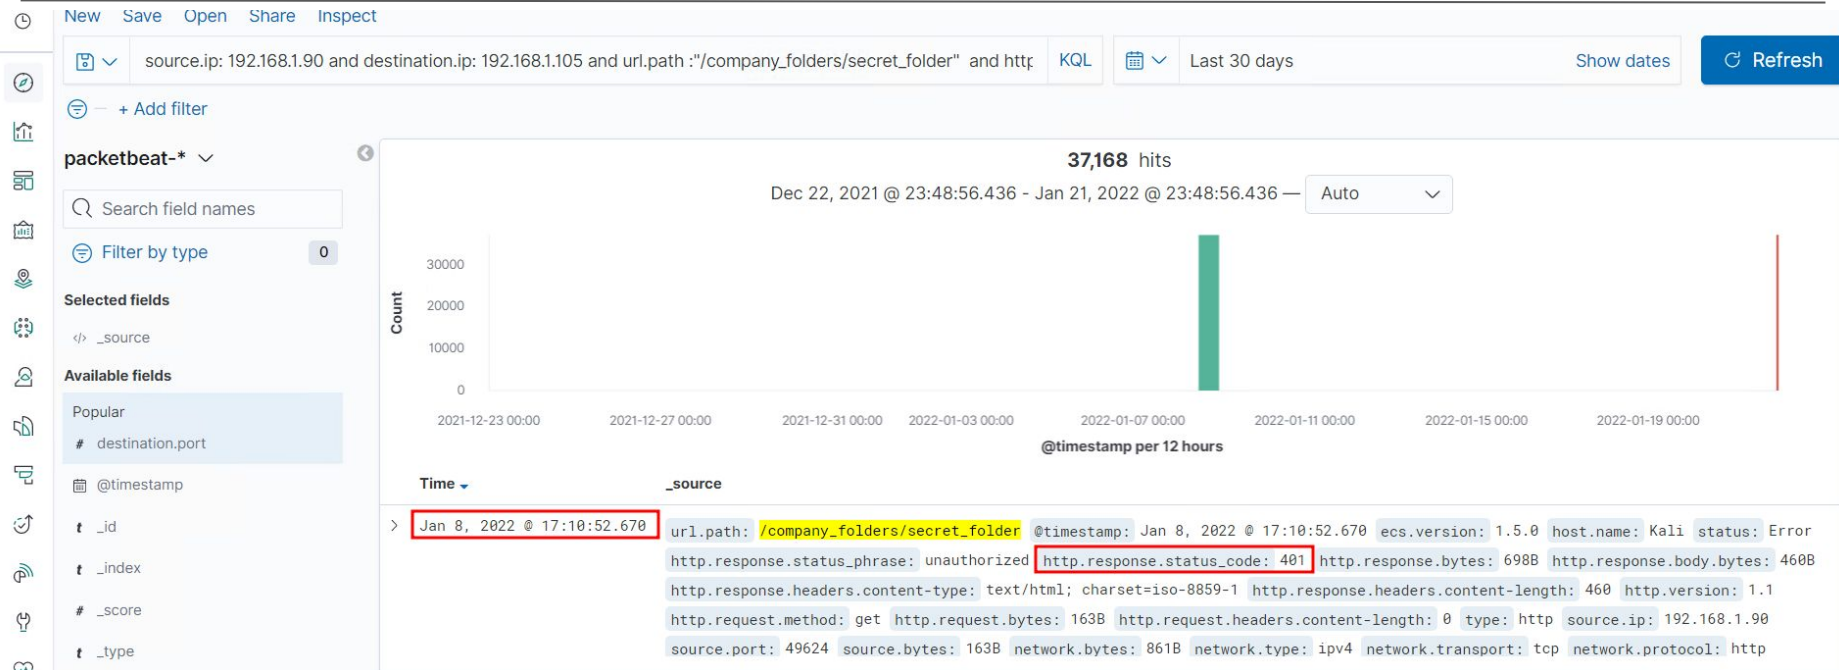 New Save Open Share Inspect
source.ip: 192.168.1.90 and destination.ip: 192.168.1.105 and url.path :"/company_folders/secret_folder" and http KQL Last 30 days Show dates Refresh
+ Add filter
packetbeat-*
Search field names
Filter by type 0
Selected fields
</> _source
Available fields
Popular
# destination.port
@timestamp
t _id
t _index
# _score
t _type
37,168 hits
Dec 22, 2021 @ 23:48:56.436 - Jan 21, 2022 @ 23:48:56.436 — Auto
Count
30000
20000
10000
0
2021-12-23 00:00 2021-12-27 00:00 2021-12-31 00:00 2022-01-03 00:00 2022-01-07 00:00 2022-01-11 00:00 2022-01-15 00:00 2022-01-19 00:00
@timestamp per 12 hours
Time _source
Jan 8, 2022 @ 17:10:52.670
url.path: /company_folders/secret_folder @timestamp: Jan 8, 2022 @ 17:10:52.670 ecs.version: 1.5.0 host.name: Kali status: Error
http.response.status_phrase: unauthorized http.response.status_code: 401 http.response.bytes: 698B http.response.body.bytes: 460B
http.response.headers.content-type: text/html; charset=iso-8859-1 http.response.headers.content-length: 460 http.version: 1.1
http.request.method: get http.request.bytes: 163B http.request.headers.content-length: 0 type: http source.ip: 192.168.1.90
source.port: 49624 source.bytes: 163B network.bytes: 861B network.type: ipv4 network.transport: tcp network.protocol: http